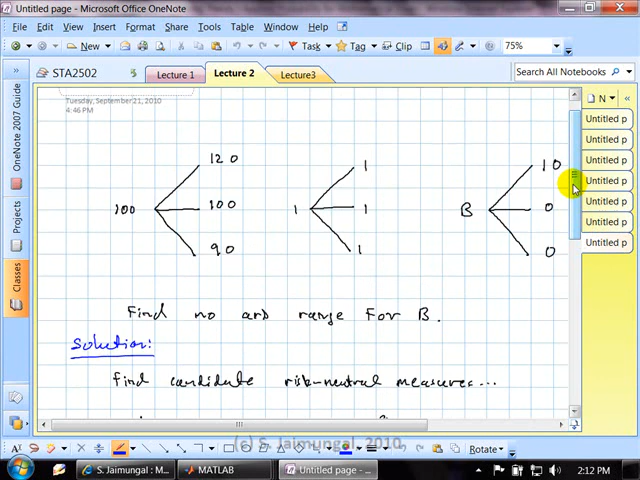 Untitled page - Microsoft Office OneNote
File Edit View Insert Format Share Tools Table Window Help
New Task Tag Clip 75%
STA2502 Lecture 1 Lecture 2 Lecture3 Search All Notebooks
Tuesday, September 21, 2010
4:46 PM
N
OneNote 2007 Guide
Projects
Classes
Untitled p
Untitled p
Untitled p
Untitled p
Untitled p
Untitled p
Untitled p
120 1 10
100 100 1 1 B 0
90 1 0
Find no arb range for B.
Solution:
Find candidate risk-neutral measures...
(c) S. Jaimungal, 2010
Rotate
S. Jaimungal : M... MATLAB Untitled page - ... 2:12 PM